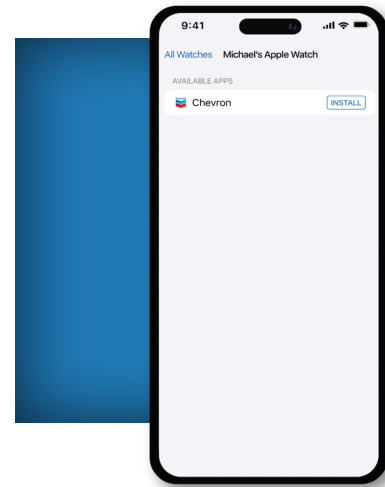 9:41
All Watches Michael's Apple Watch
AVAILABLE APPS
Chevron INSTALL